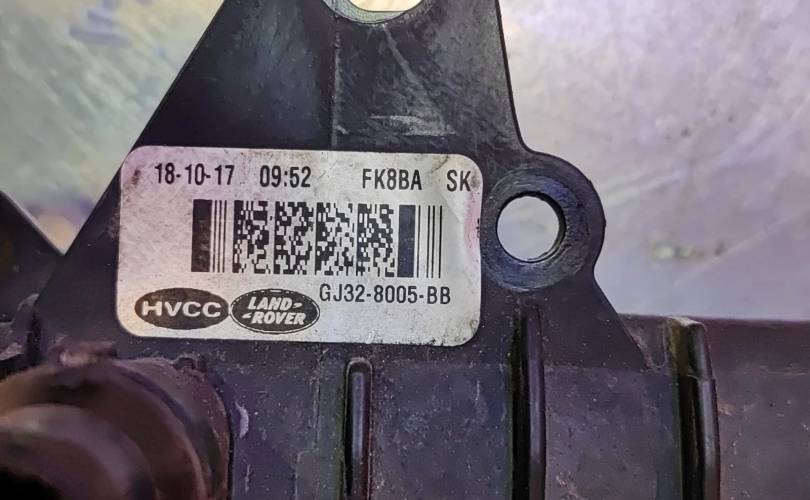 18-10-17 09:52 FK8BA SK
GJ32-8005-BB
HVCC LAND-
-ROVER